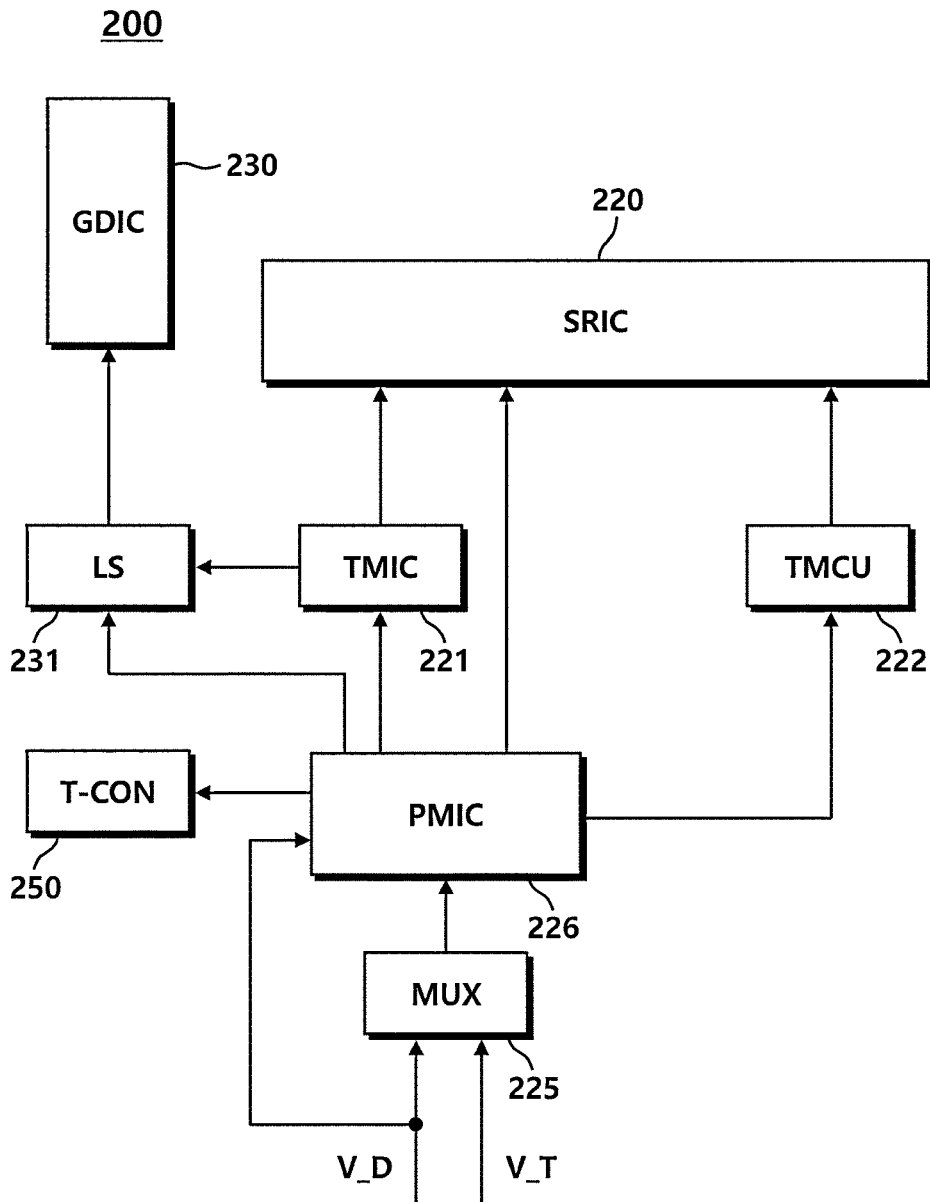 200
230
GDIC
220
SRIC
LS
TMIC
TMCU
231
221
222
T-CON
PMIC
250
226
MUX
225
V_D
V_T